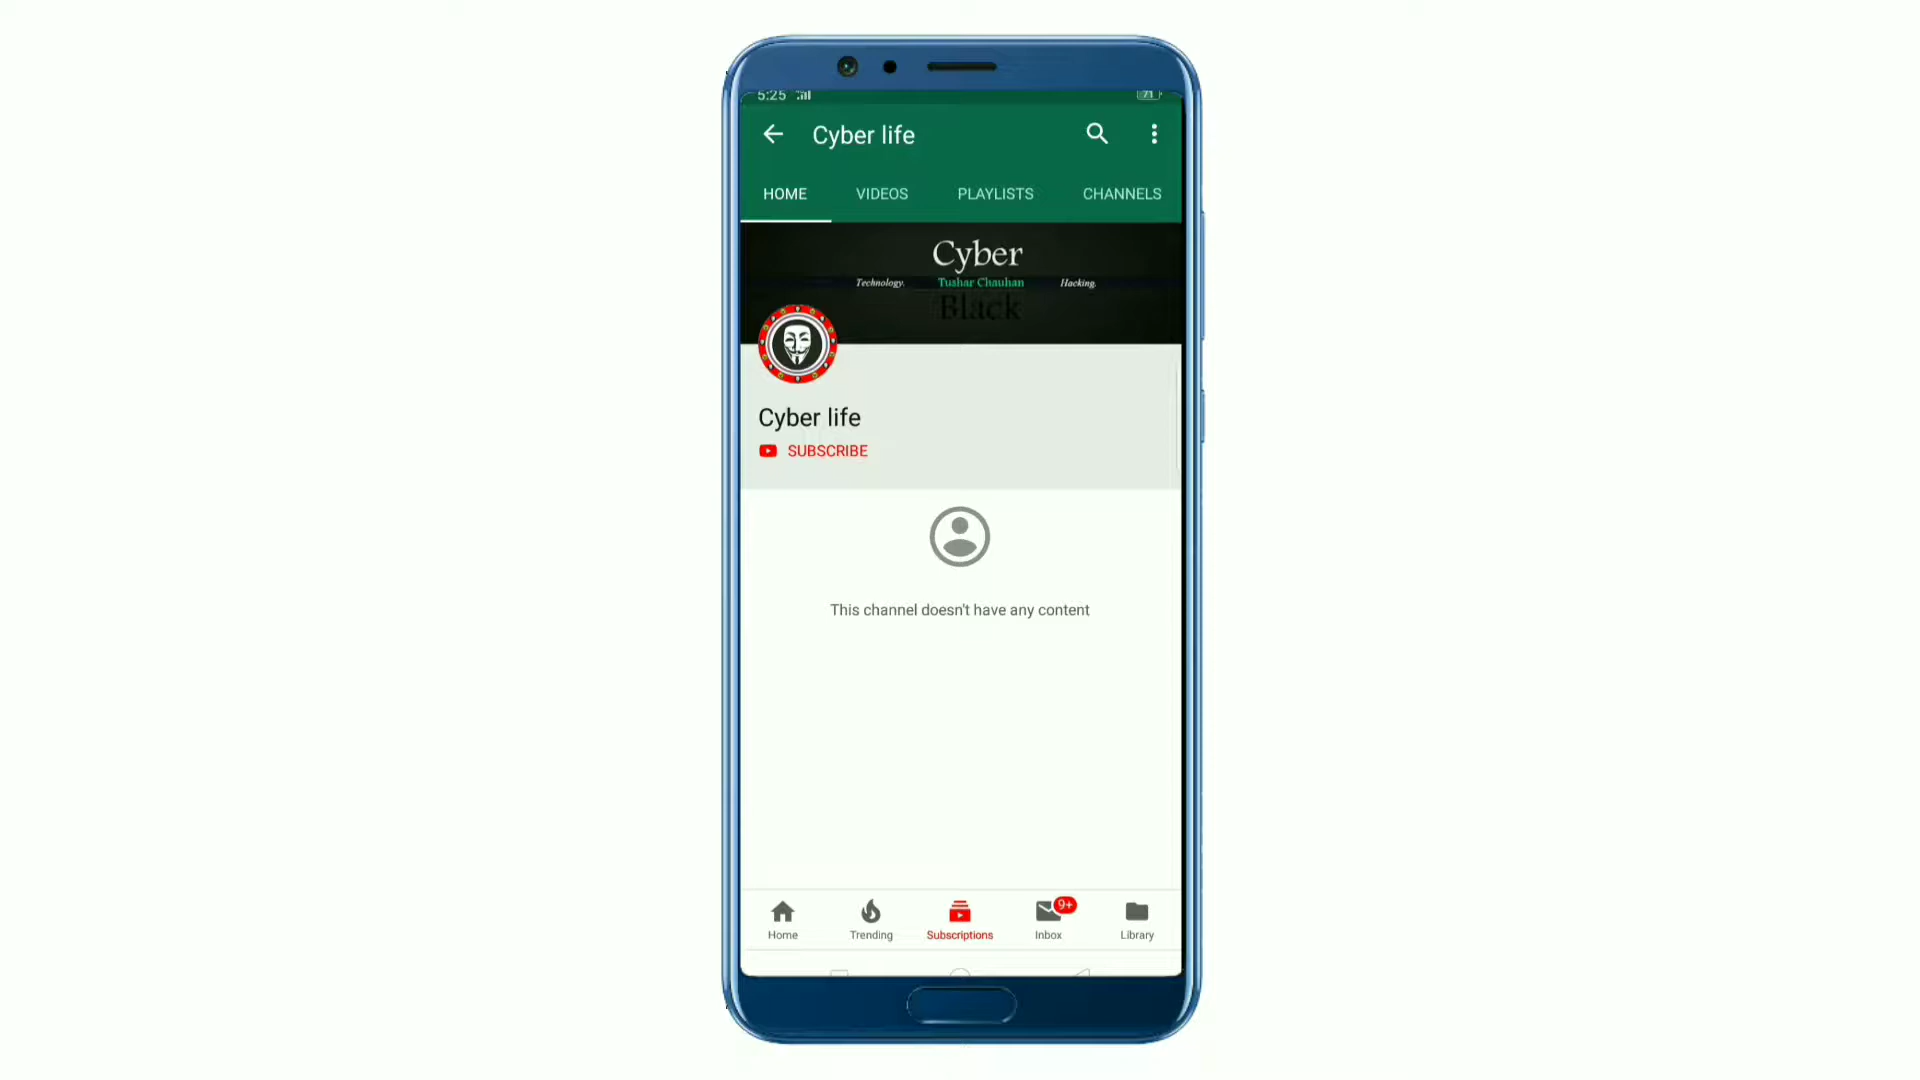 5:25 71
Cyber life
HOME VIDEOS PLAYLISTS CHANNELS
Cyber
Technology. Tushar Chauhan Hacking.
Black
Cyber life
SUBSCRIBE
This channel doesn't have any content
9+
Home Trending Subscriptions Inbox Library